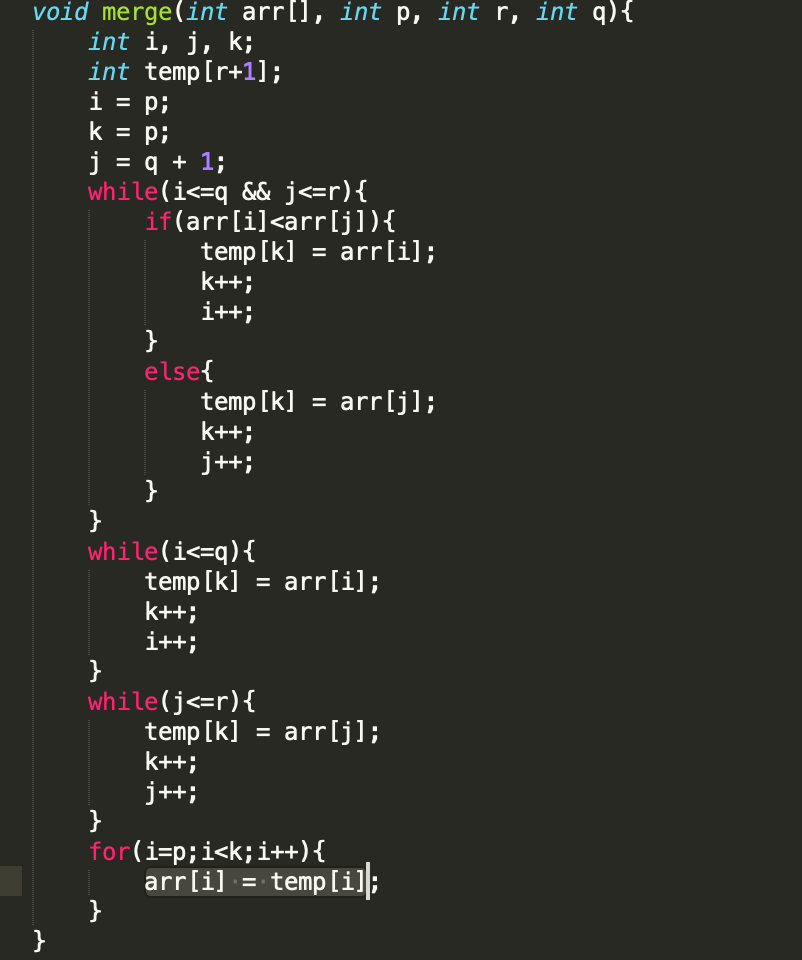 void merge(int arr[], int p, int r, int q){
    int i, j, k;
    int temp[r+1];
    i = p;
    k = p;
    j = q + 1;
    while(i<=q && j<=r){
        if(arr[i]<arr[j]){
            temp[k] = arr[i];
            k++;
            i++;
        }
        else{
            temp[k] = arr[j];
            k++;
            j++;
        }
    }
    while(i<=q){
        temp[k] = arr[i];
        k++;
        i++;
    }
    while(j<=r){
        temp[k] = arr[j];
        k++;
        j++;
    }
    for(i=p;i<k;i++){
        arr[i] = temp[i];
    }
}